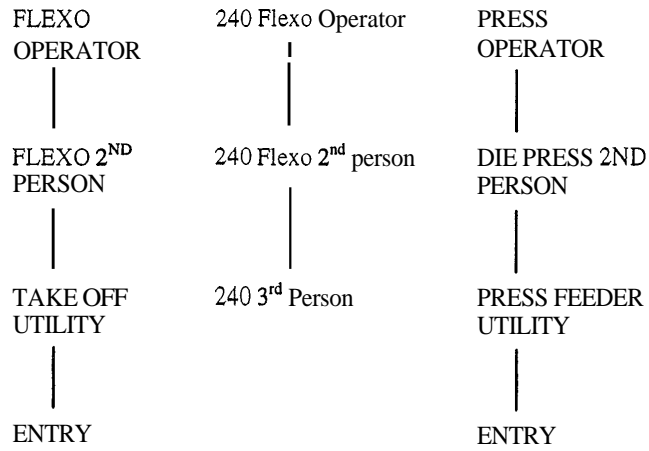 FLEXO
OPERATOR
FLEXO 2ND
PERSON
TAKE OFF
UTILITY
ENTRY
240 Flexo Operator
240 Flexo 2nd person
240 3rd Person
PRESS
OPERATOR
DIE PRESS 2ND
PERSON
PRESS FEEDER
UTILITY
ENTRY